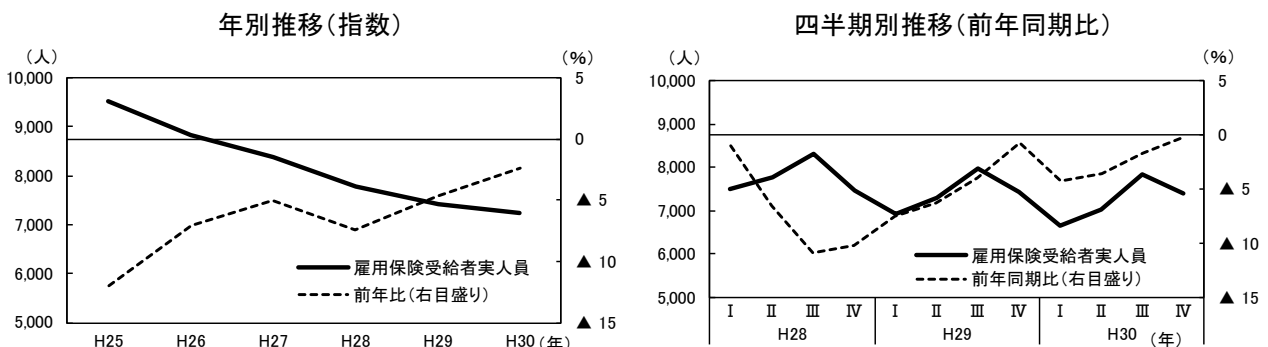 年別推移(指数)
(人)
(%)
10,000
9,000
8,000
7,000
6,000
5,000
5
0
▲ 5
▲ 10
▲ 15
雇用保険受給者実人員
前年比(右目盛り)
H25 H26 H27 H28 H29 H30 (年)
四半期別推移(前年同期比)
(人)
(%)
10,000
9,000
8,000
7,000
6,000
5,000
5
0
▲ 5
▲ 10
▲ 15
雇用保険受給者実人員
前年同期比(右目盛り)
Ⅰ Ⅱ Ⅲ Ⅳ Ⅰ Ⅱ Ⅲ Ⅳ Ⅰ Ⅱ Ⅲ Ⅳ
H28 H29 H30 (年)